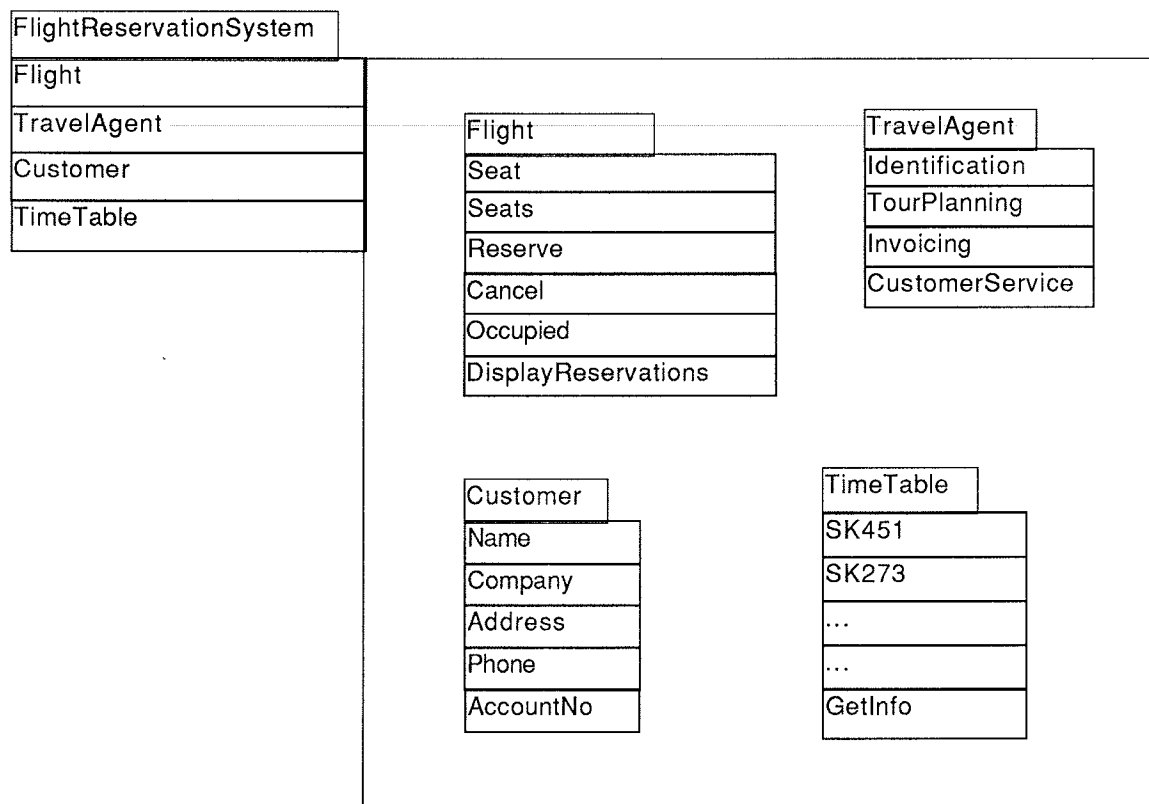 FlightReservationSystem
Flight
TravelAgent
Customer
TimeTable
Flight
Seat
Seats
Reserve
Cancel
Occupied
DisplayReservations
TravelAgent
Identification
TourPlanning
Invoicing
CustomerService
Customer
Name
Company
Address
Phone
AccountNo
TimeTable
SK451
SK273
...
...
GetInfo